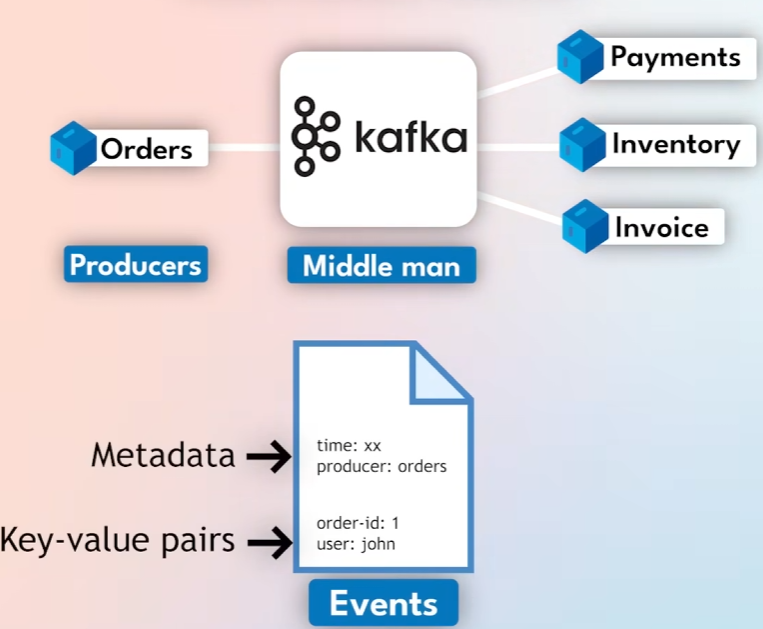 Payments
Orders
kafka
Inventory
Invoice
Producers
Middle man
Metadata
time: xx
producer: orders
Key-value pairs
order-id: 1
user: john
Events